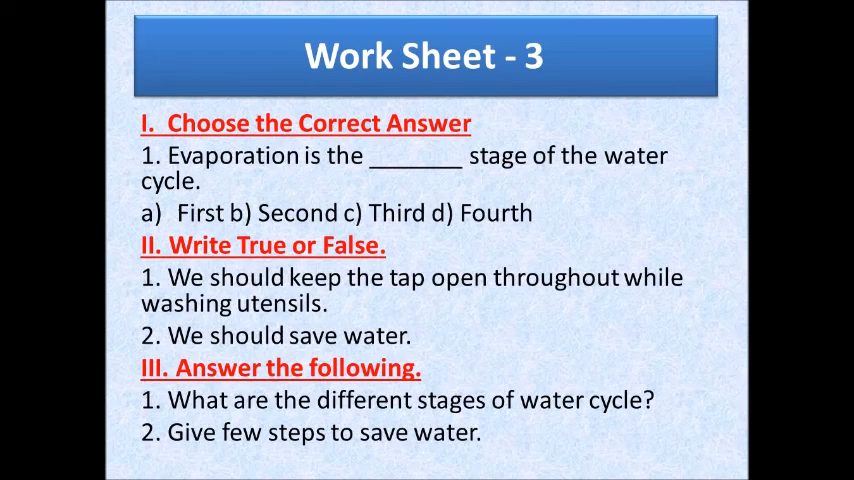 Work Sheet - 3
I. Choose the Correct Answer
1. Evaporation is the _______ stage of the water
cycle.
a) First b) Second c) Third d) Fourth
II. Write True or False.
1. We should keep the tap open throughout while
washing utensils.
2. We should save water.
III. Answer the following.
1. What are the different stages of water cycle?
2. Give few steps to save water.